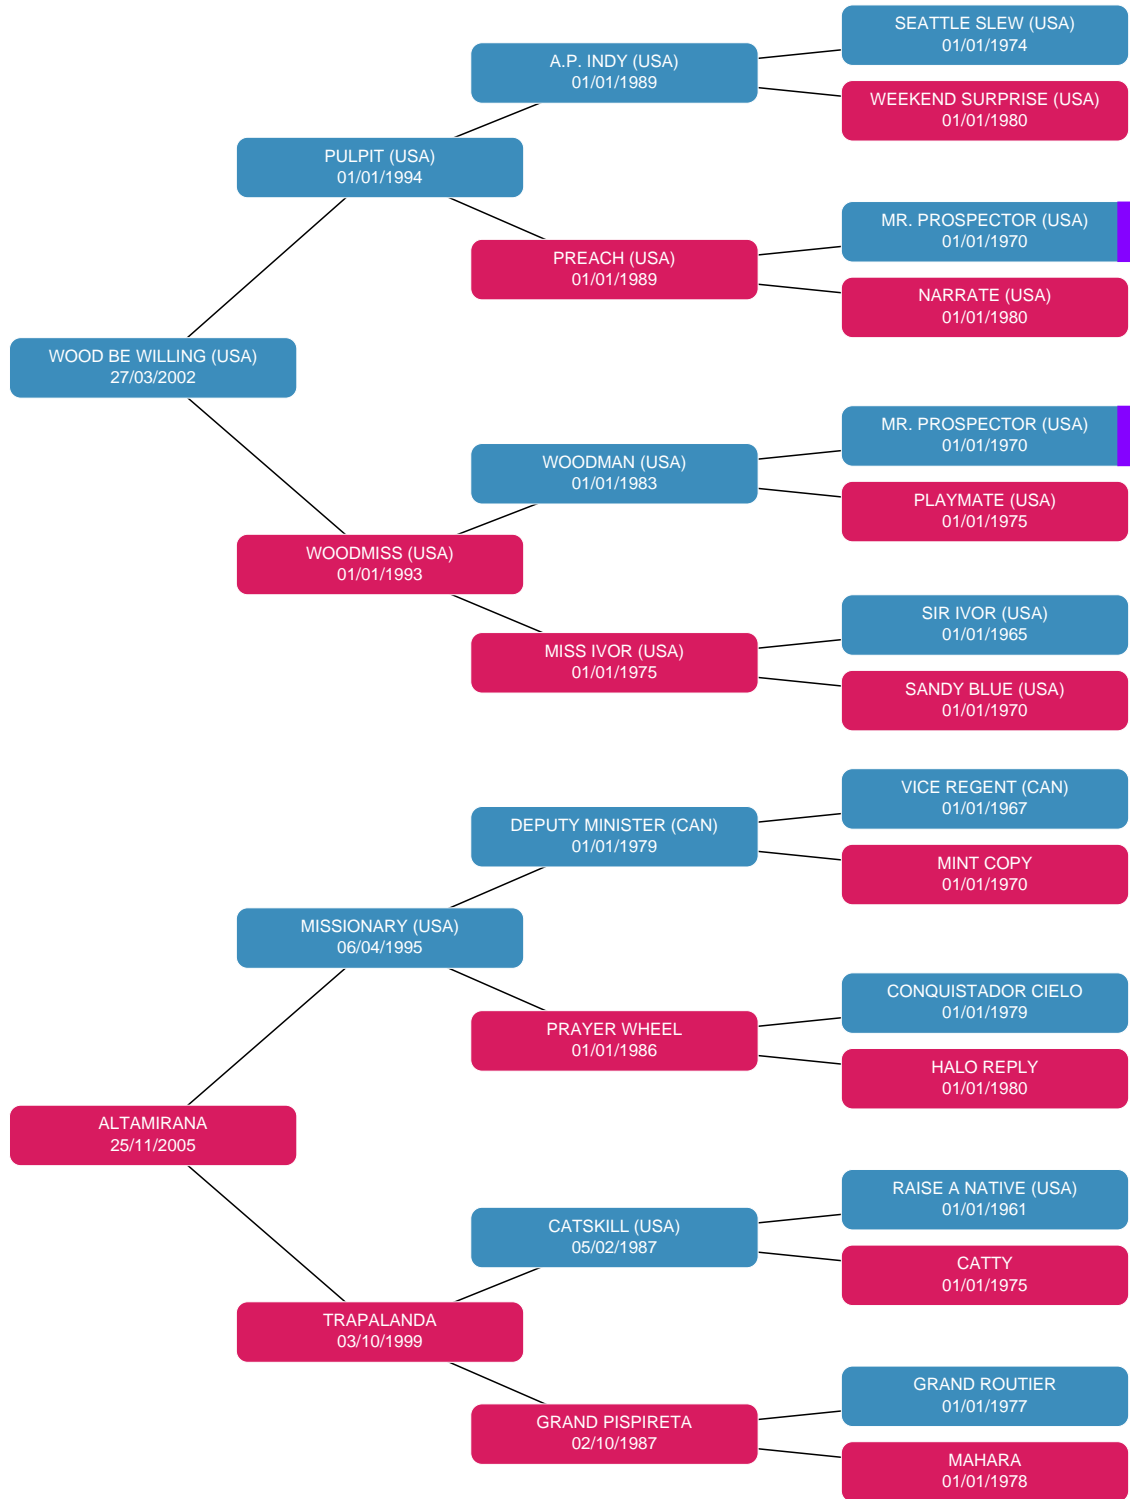 SEATTLE SLEW (USA)
01/01/1974
A.P. INDY (USA)
01/01/1989
WEEKEND SURPRISE (USA)
01/01/1980
PULPIT (USA)
01/01/1994
MR. PROSPECTOR (USA)
01/01/1970
PREACH (USA)
01/01/1989
NARRATE (USA)
01/01/1980
WOOD BE WILLING (USA)
27/03/2002
MR. PROSPECTOR (USA)
01/01/1970
WOODMAN (USA)
01/01/1983
PLAYMATE (USA)
01/01/1975
WOODMISS (USA)
01/01/1993
SIR IVOR (USA)
01/01/1965
MISS IVOR (USA)
01/01/1975
SANDY BLUE (USA)
01/01/1970
VICE REGENT (CAN)
01/01/1967
DEPUTY MINISTER (CAN)
01/01/1979
MINT COPY
01/01/1970
MISSIONARY (USA)
06/04/1995
CONQUISTADOR CIELO
01/01/1979
PRAYER WHEEL
01/01/1986
HALO REPLY
01/01/1980
ALTAMIRANA
25/11/2005
RAISE A NATIVE (USA)
01/01/1961
CATSKILL (USA)
05/02/1987
CATTY
01/01/1975
TRAPALANDA
03/10/1999
GRAND ROUTIER
01/01/1977
GRAND PISPIRETA
02/10/1987
MAHARA
01/01/1978